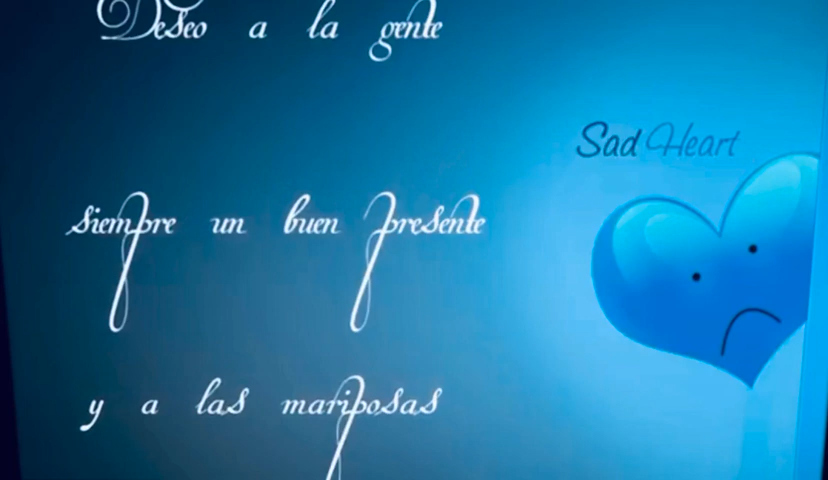 Deseo a la gente
Sad Heart
siempre un buen presente
y a las mariposas